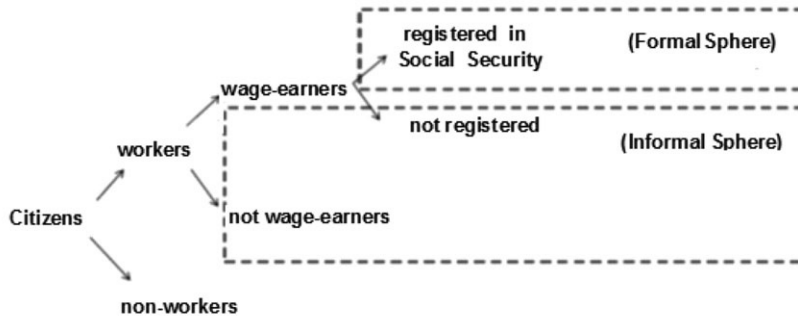 registered in
Social Security
(Formal Sphere)
wage-earners
not registered
(Informal Sphere)
workers
Citizens
not wage-earners
non-workers